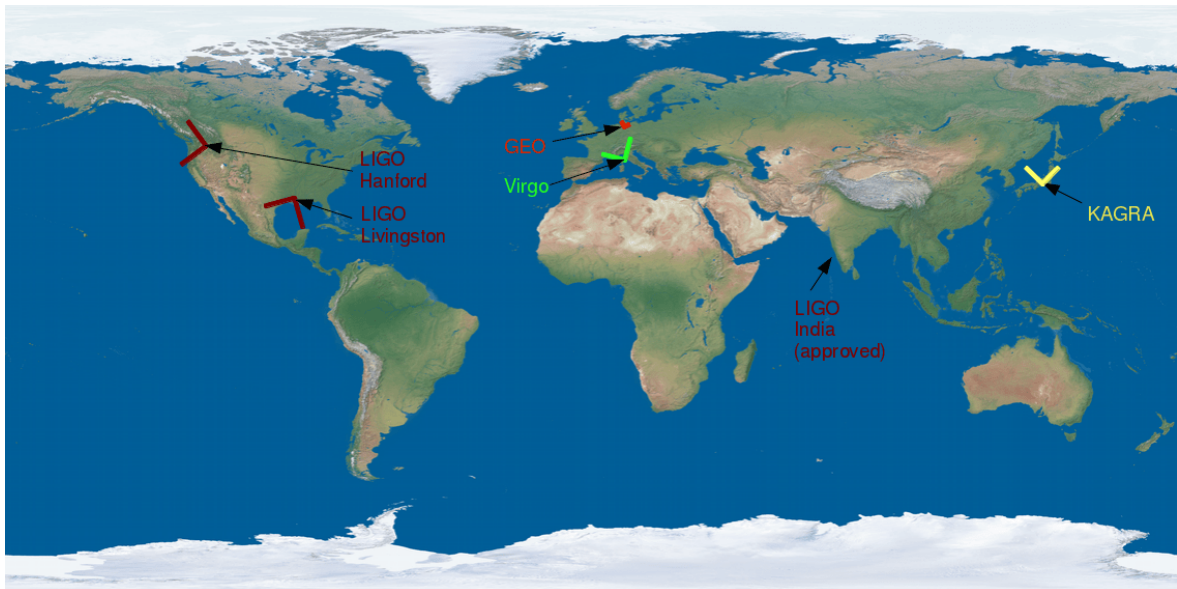 LIGO
Hanford
LIGO
Livingston
GEO
Virgo
LIGO
India
(approved)
KAGRA